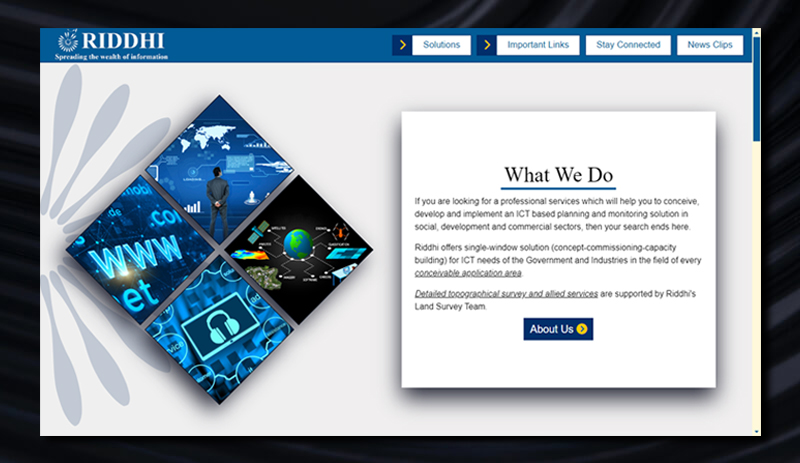 RIDDHI
Spreading the wealth of information
Solutions
Important Links
Stay Connected
News Clips
What We Do
If you are looking for a professional services which will help you to conceive,
develop and implement an ICT based planning and monitoring solution in
social, development and commercial sectors, then your search ends here.
Riddhi offers single-window solution (concept-commissioning-capacity
building) for ICT needs of the Government and Industries in the field of every
conceivable application area.
Detailed topographical survey and allied services are supported by Riddhi's
Land Survey Team.
About Us
mobi
.de
.co
www
et